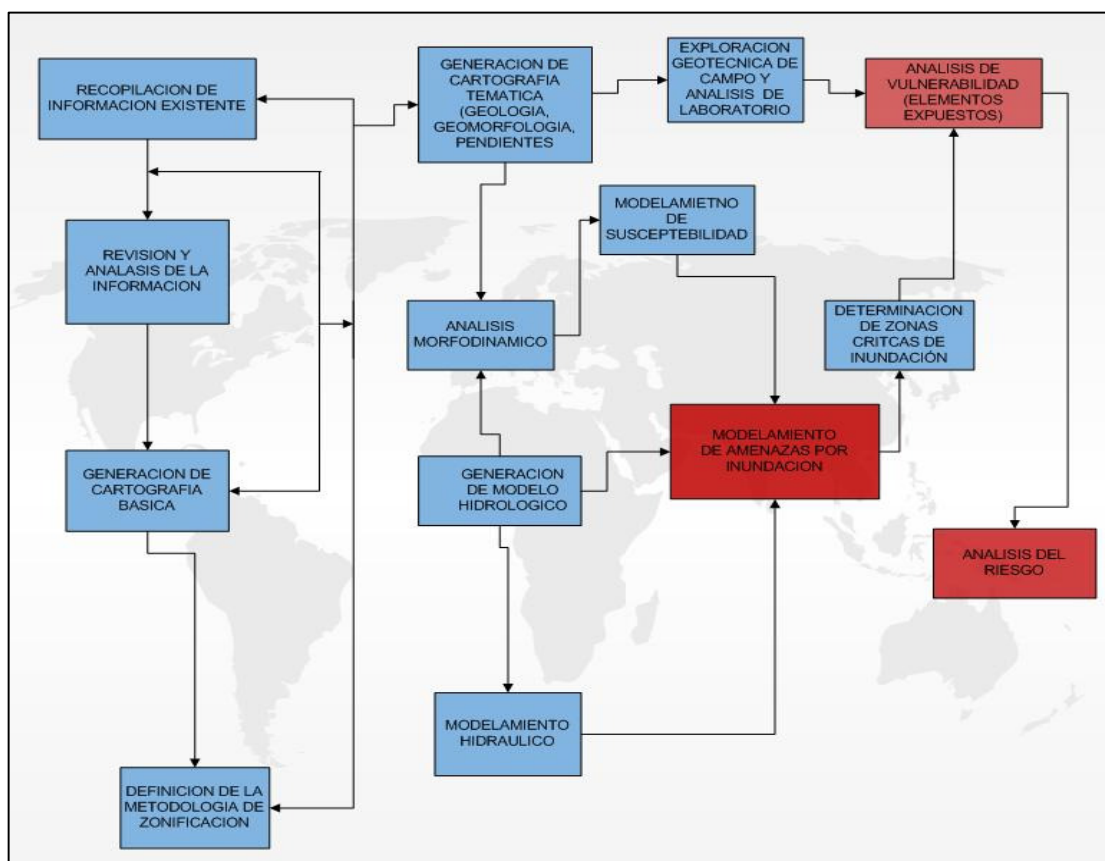 RECOPILACION DE
INFORMACION EXISTENTE
REVISION Y
ANALASIS DE LA
INFORMACION
GENERACION DE
CARTOGRAFIA
BASICA
DEFINICION DE LA
METODOLOGIA DE
ZONIFICACION
GENERACION DE
CARTOGRAFIA
TEMATICA
(GEOLOGIA,
GEOMORFOLOGIA,
PENDIENTES
ANALISIS
MORFODINAMICO
GENERACION
DE MODELO
HIDROLOGICO
MODELAMIENTO
HIDRAULICO
EXPLORACION
GEOTECNICA DE
CAMPO Y
ANALISIS DE
LABORATORIO
MODELAMIETNO
DE
SUSCEPTEBILIDAD
MODELAMIENTO
DE AMENAZAS POR
INUNDACION
ANALISIS DE
VULNERABILIDAD
(ELEMENTOS
EXPUESTOS)
DETERMINACION
DE ZONAS
CRITCAS DE
INUNDACIÓN
ANALISIS DEL
RIESGO